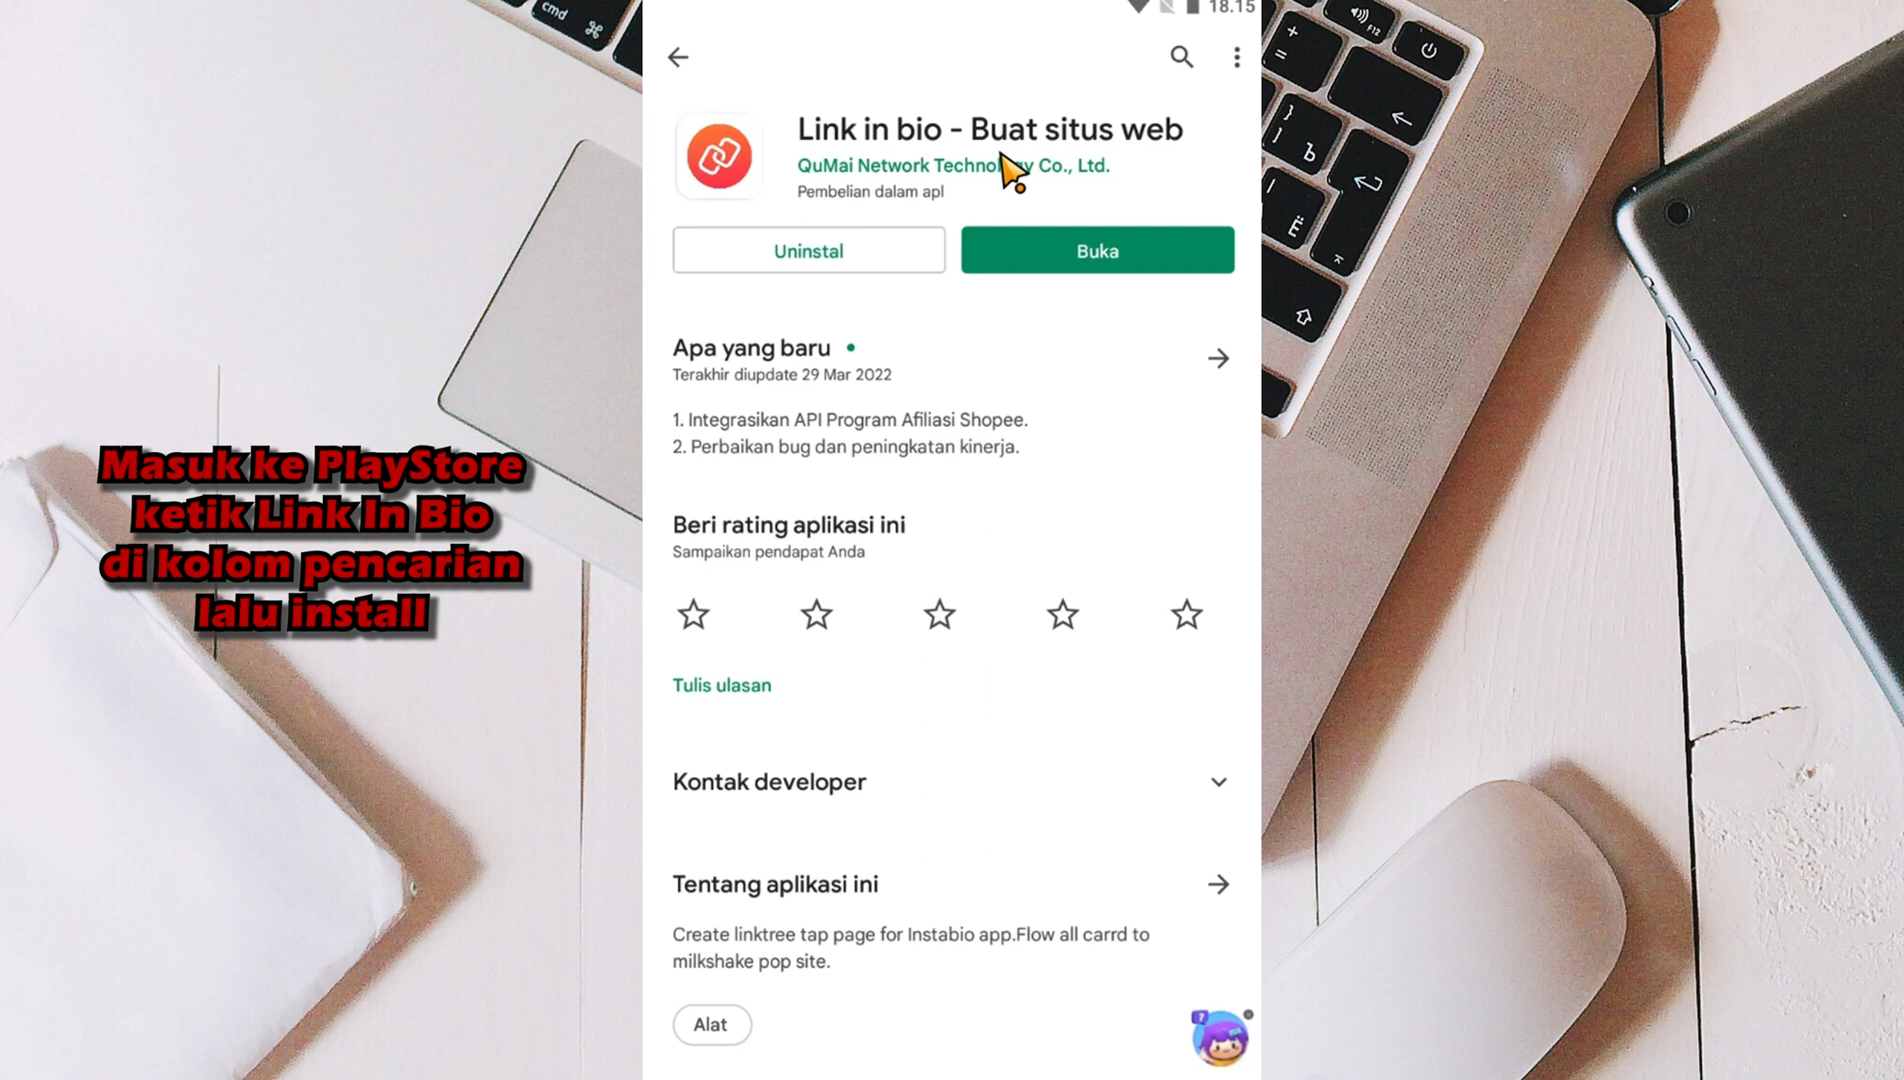 cmd
⌘
18.15
Link in bio - Buat situs web
QuMai Network Technology Co., Ltd.
Pembelian dalam apl
Uninstal
Buka
Apa yang baru
Terakhir diupdate 29 Mar 2022
1. Integrasikan API Program Afiliasi Shopee.
2. Perbaikan bug dan peningkatan kinerja.
Beri rating aplikasi ini
Sampaikan pendapat Anda
Tulis ulasan
Kontak developer
Tentang aplikasi ini
Create linktree tap page for Instabio app.Flow all carrd to
milkshake pop site.
Alat
Masuk ke PlayStore
ketik Link In Bio
di kolom pencarian
lalu install
+
=
F12
}
Ъ
Ë